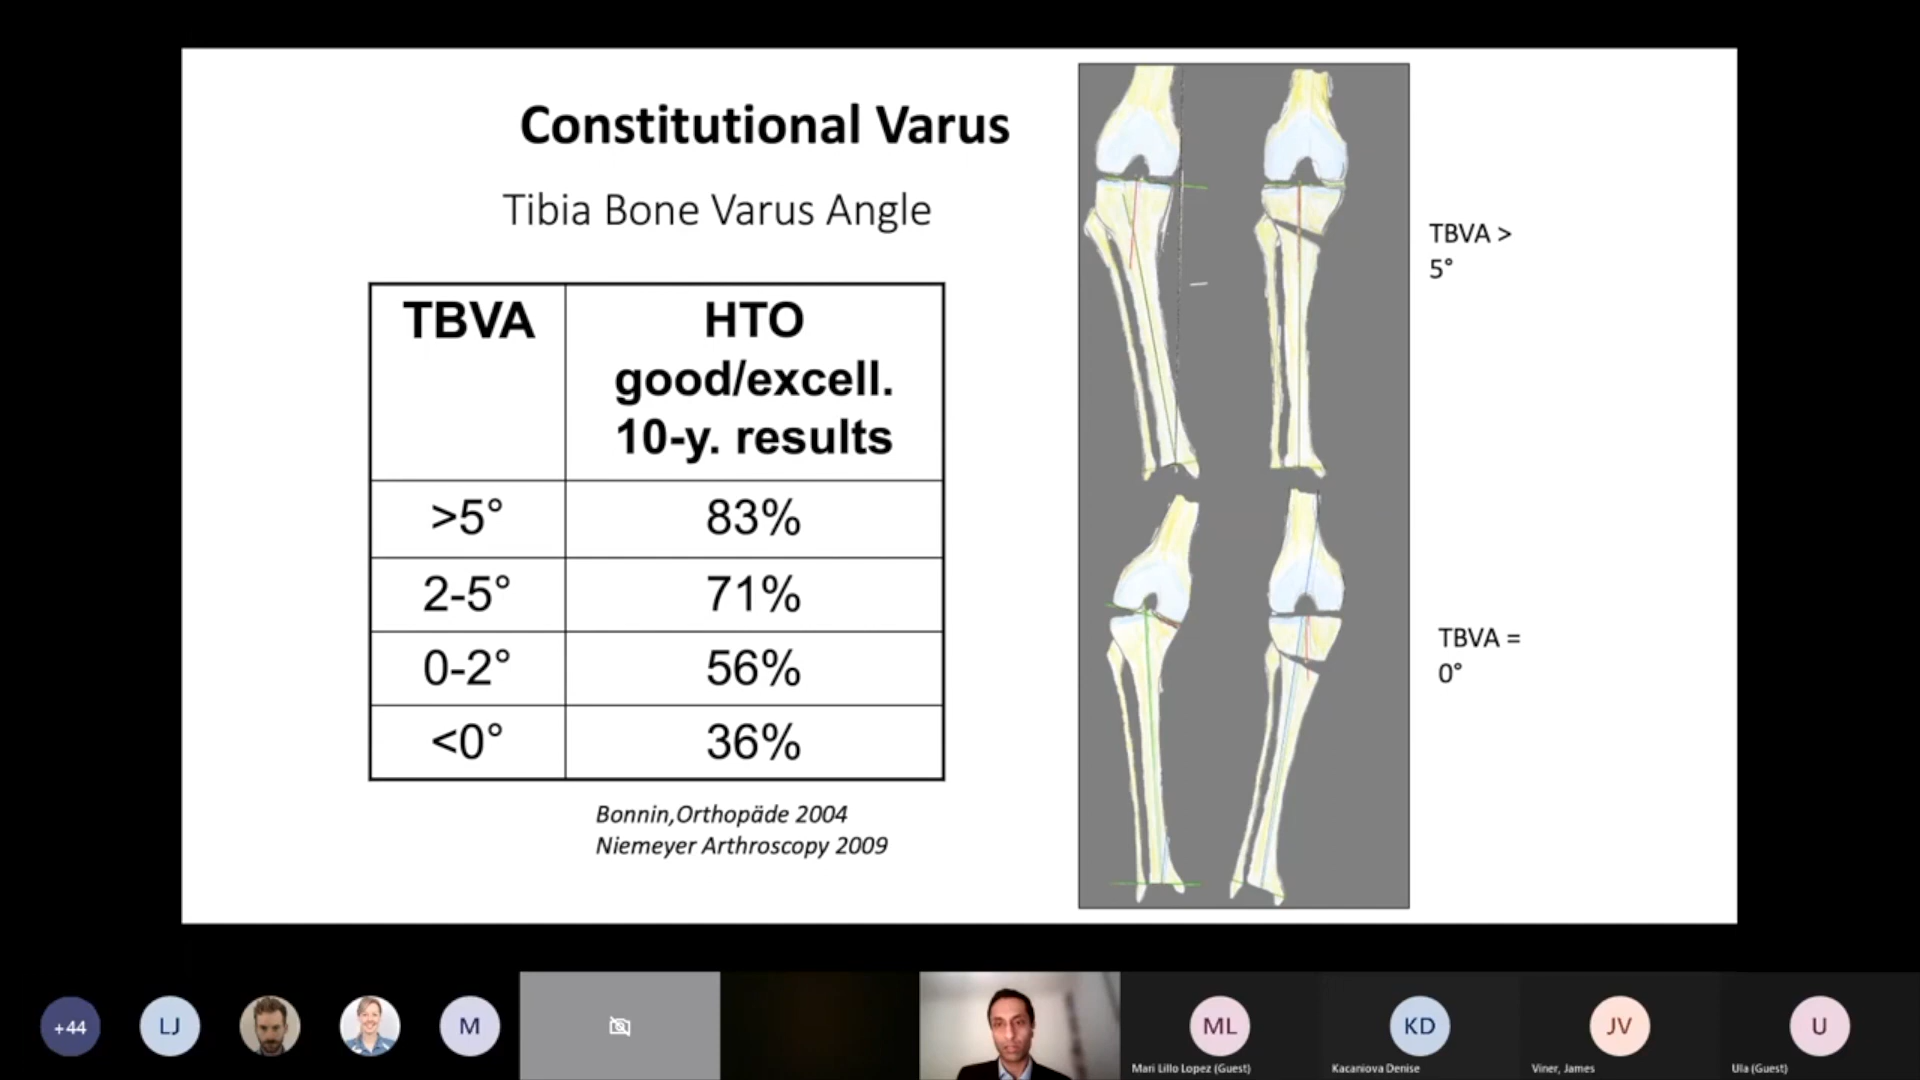 Constitutional Varus
Tibia Bone Varus Angle
TBVA
HTO
good/excell.
10-y. results
>5°
83%
2-5°
71%
0-2°
56%
<0°
36%
Bonnin,Orthopäde 2004
Niemeyer Arthroscopy 2009
TBVA >
5°
TBVA =
0°
+44
LJ
M
ML
Mari Lillo Lopez (Guest)
KD
Kacaniova Denise
JV
Viner, James
U
Ula (Guest)